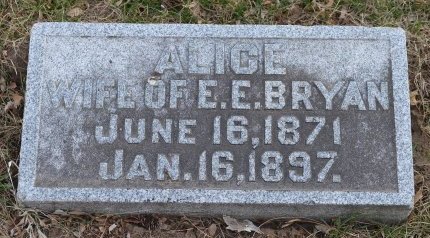 ALICE
WIFE OF E.E. BRYAN
JUNE 16, 1871
JAN. 16, 1897.